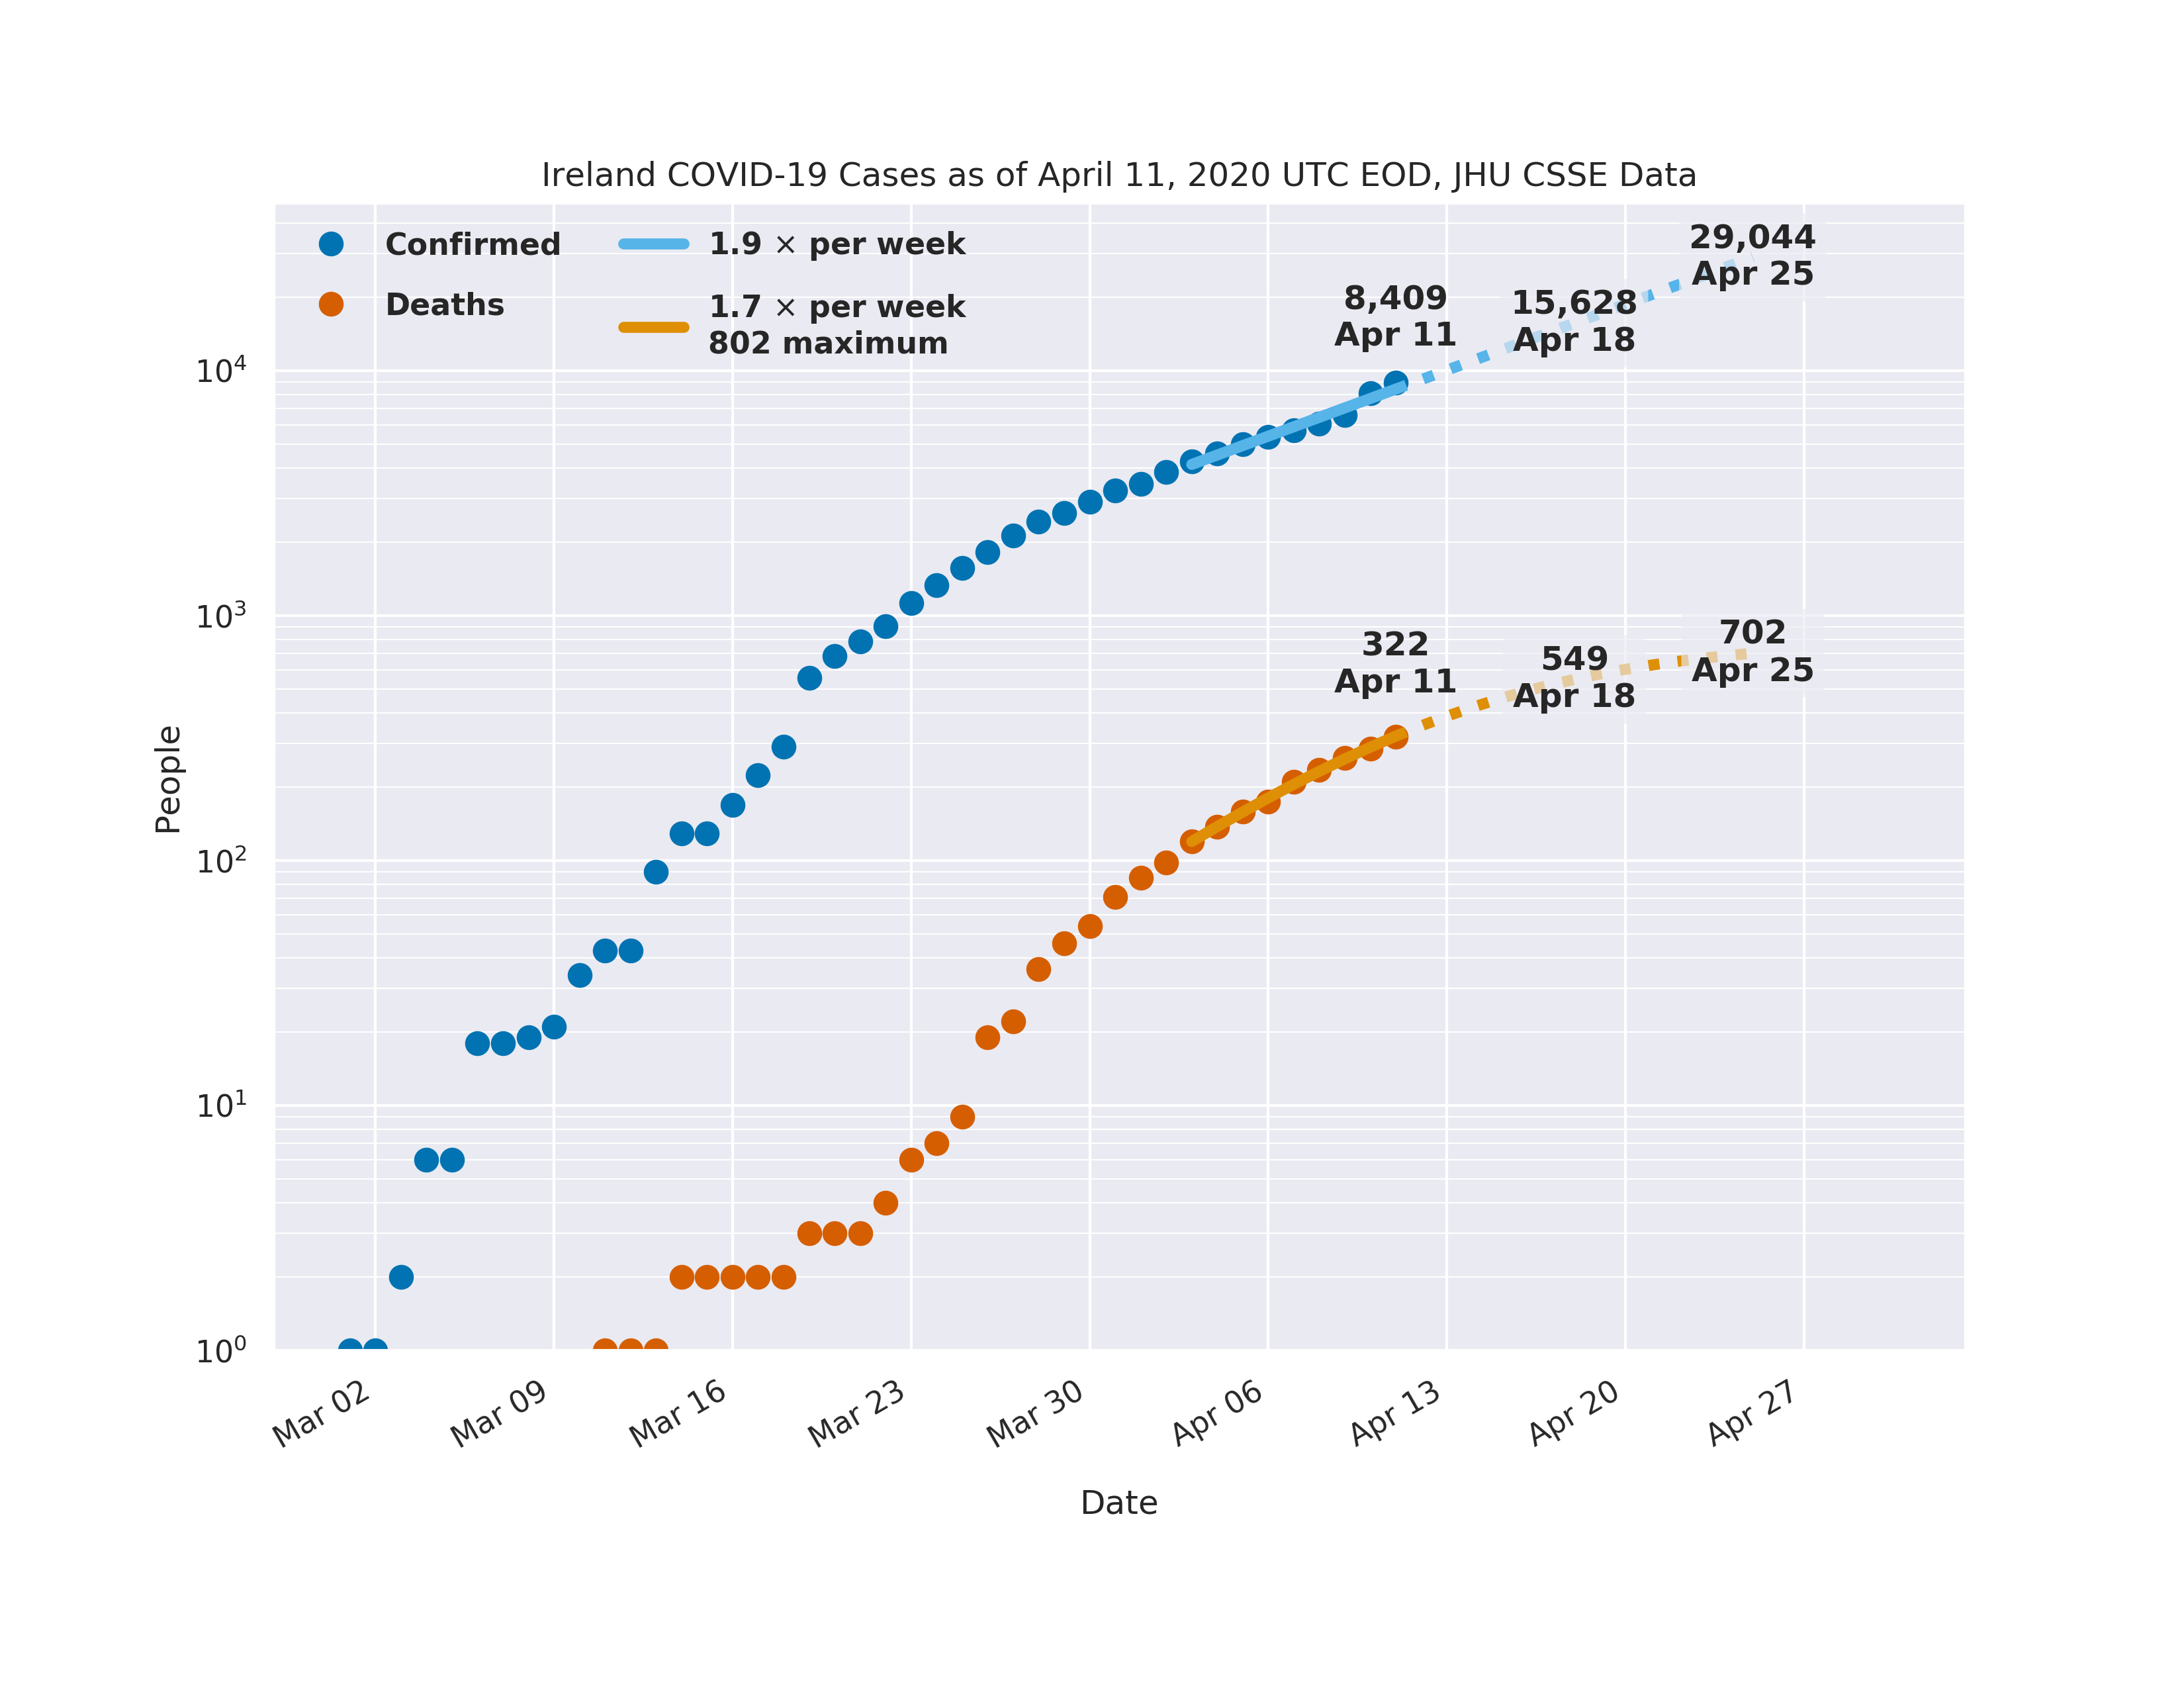 Ireland COVID-19 Cases as of April 11, 2020 UTC EOD, JHU CSSE Data
Confirmed
Deaths
1.9 × per week
1.7 × per week
802 maximum
8,409
Apr 11
15,628
Apr 18
29,044
Apr 25
322
Apr 11
549
Apr 18
702
Apr 25
People
10⁴
10³
10²
10¹
10⁰
Mar 02
Mar 09
Mar 16
Mar 23
Mar 30
Apr 06
Apr 13
Apr 20
Apr 27
Date